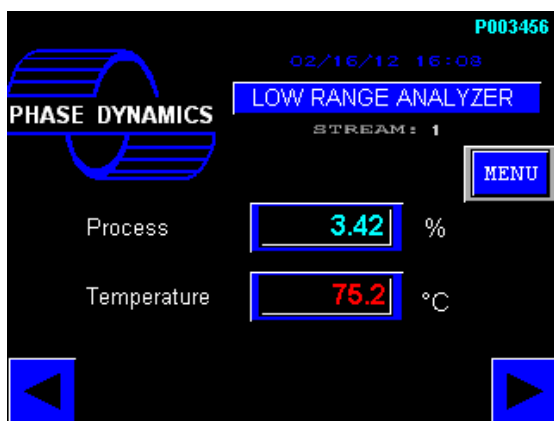 P003456
02/16/12 16:09
LOW RANGE ANALYZER
PHASE DYNAMICS
STREAM: 1
MENU
Process 3.42 %
Temperature 75.2 °C